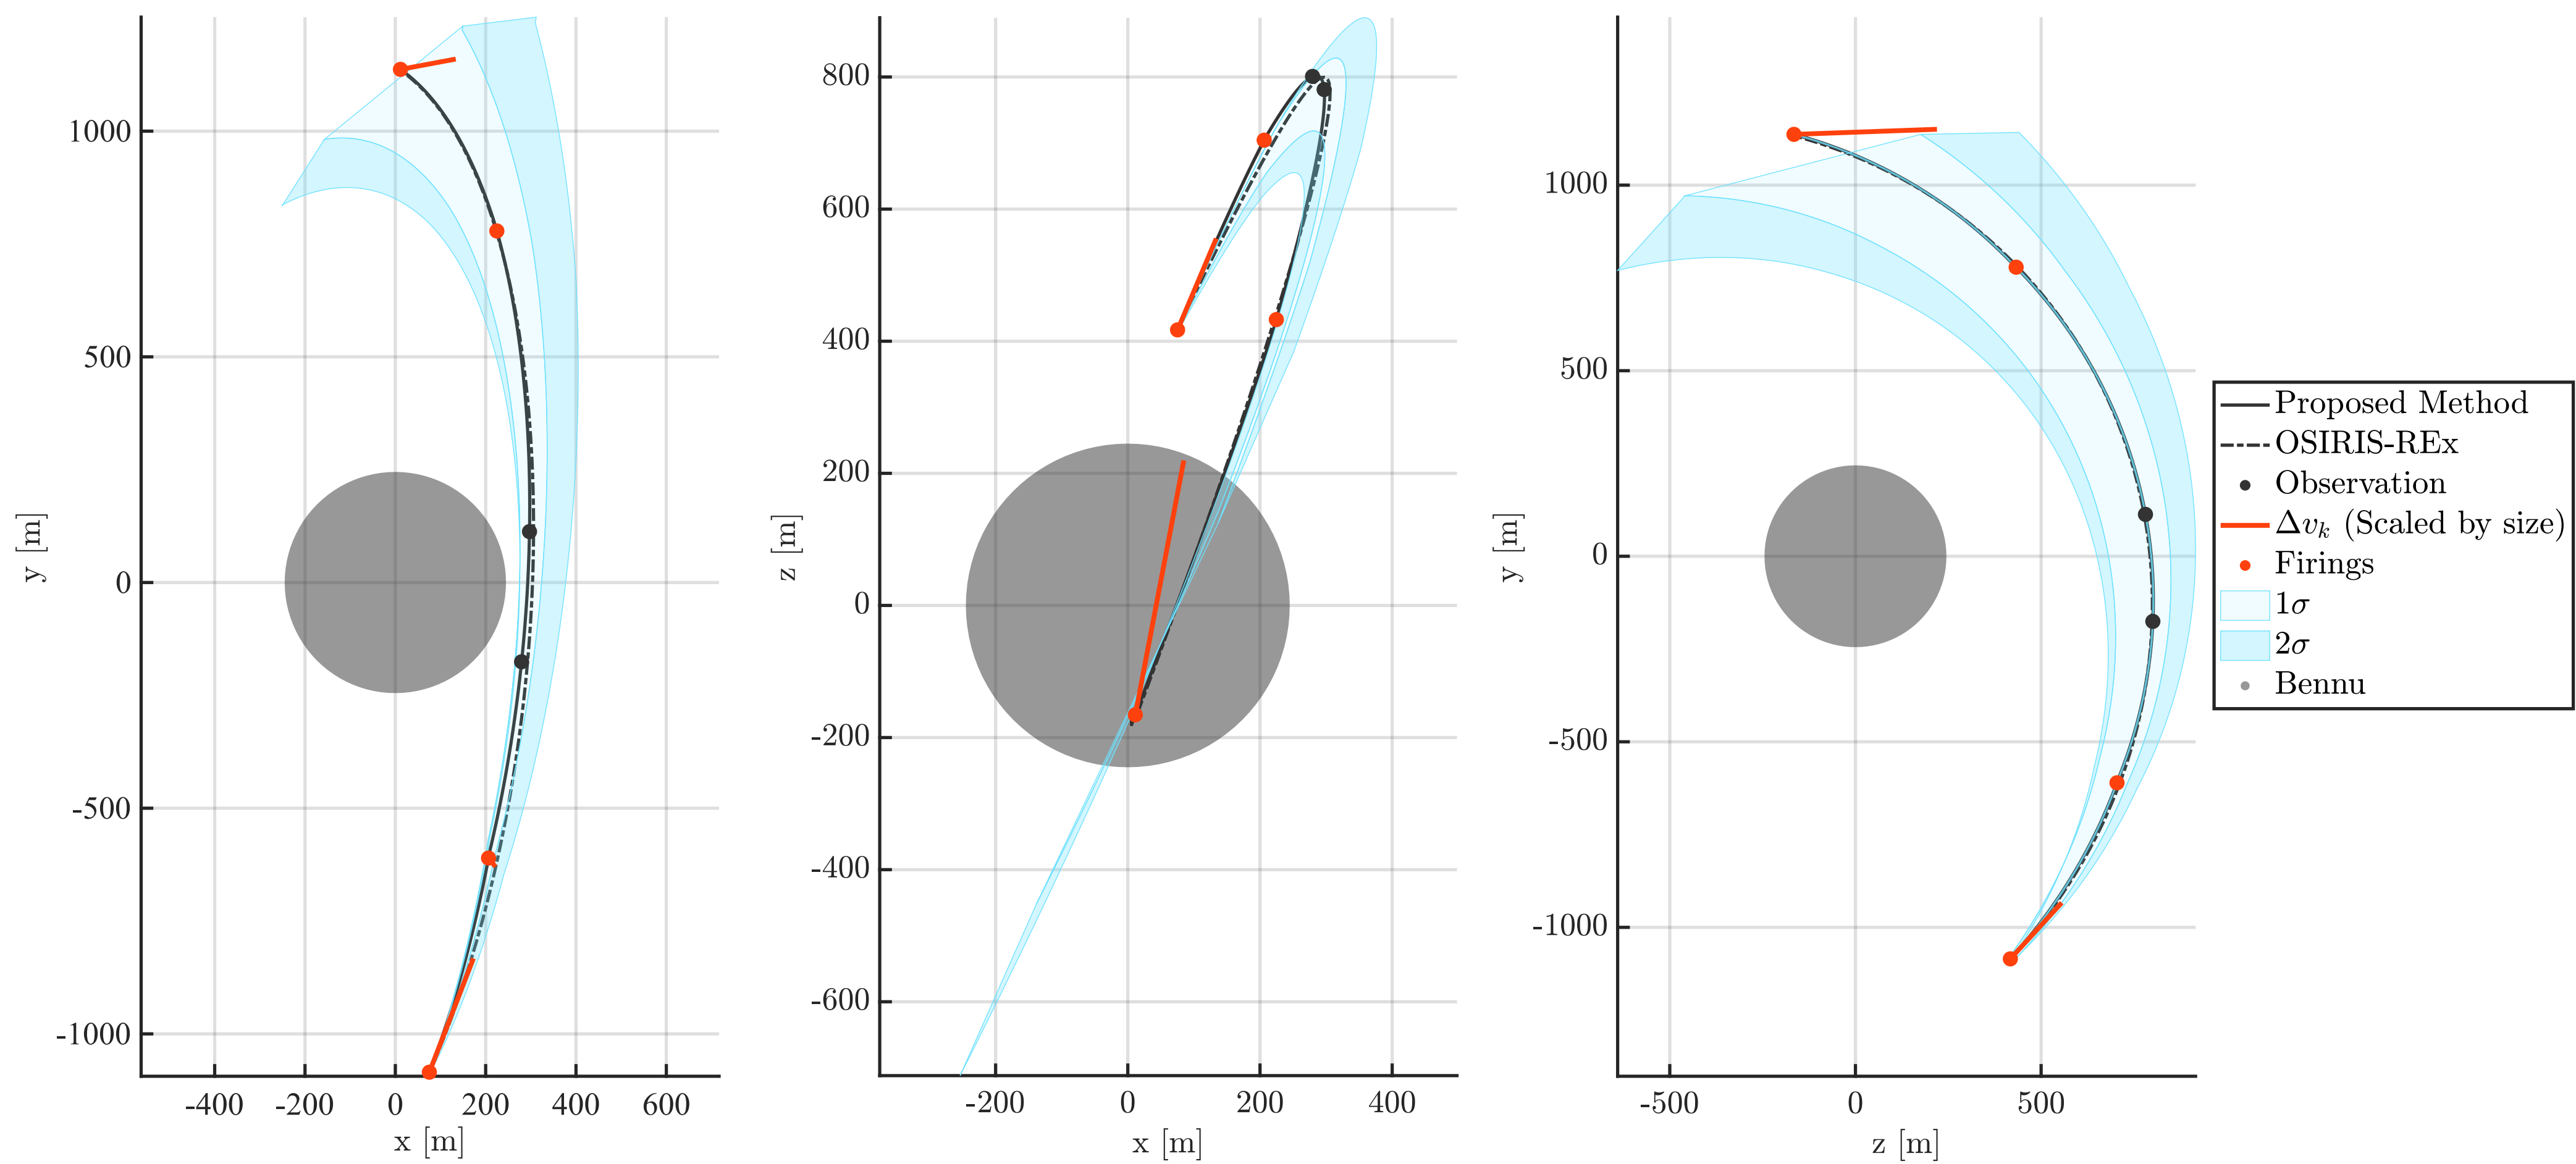 1000
500
0
-500
-1000
y [m]
-400 -200 0 200 400 600
x [m]
800
600
400
200
0
-200
-400
-600
z [m]
-200 0 200 400
x [m]
1000
500
0
-500
-1000
y [m]
-500 0 500
z [m]
Proposed Method
OSIRIS-REx
Observation
Δv_k (Scaled by size)
Firings
1σ
2σ
Bennu